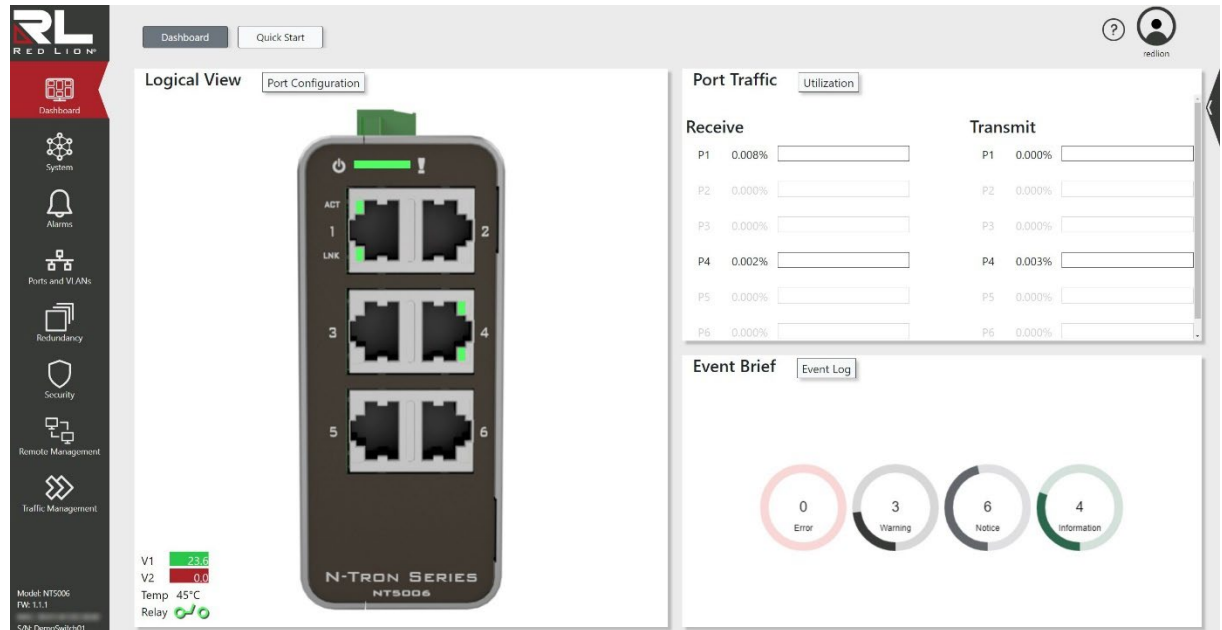 RL
RED LION®
Dashboard
System
Alarms
Ports and VLANs
Redundancy
Security
Remote Management
Traffic Management
Model: NT5006
FW: 1.1.1
S/N: DemoSwitch01
Dashboard Quick Start
?
redlion
Logical View Port Configuration
ACT
1 2
LNK
3 4
5 6
N-TRON SERIES
NT5006
V1 23.6
V2 0.0
Temp 45°C
Relay
Port Traffic Utilization
Receive Transmit
P1 0.008% P1 0.000%
P2 0.000% P2 0.000%
P3 0.000% P3 0.000%
P4 0.002% P4 0.003%
P5 0.000% P5 0.000%
P6 0.000% P6 0.000%
Event Brief Event Log
0 3 6 4
Error Warning Notice Information